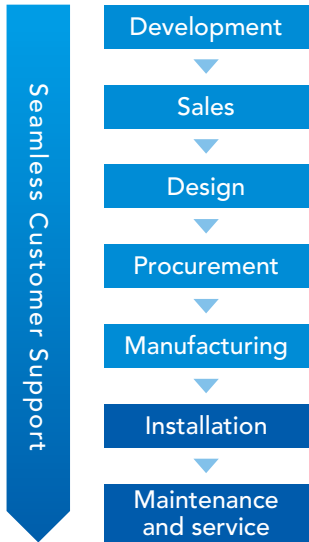 Seamless Customer Support
Development
Sales
Design
Procurement
Manufacturing
Installation
Maintenance
and service